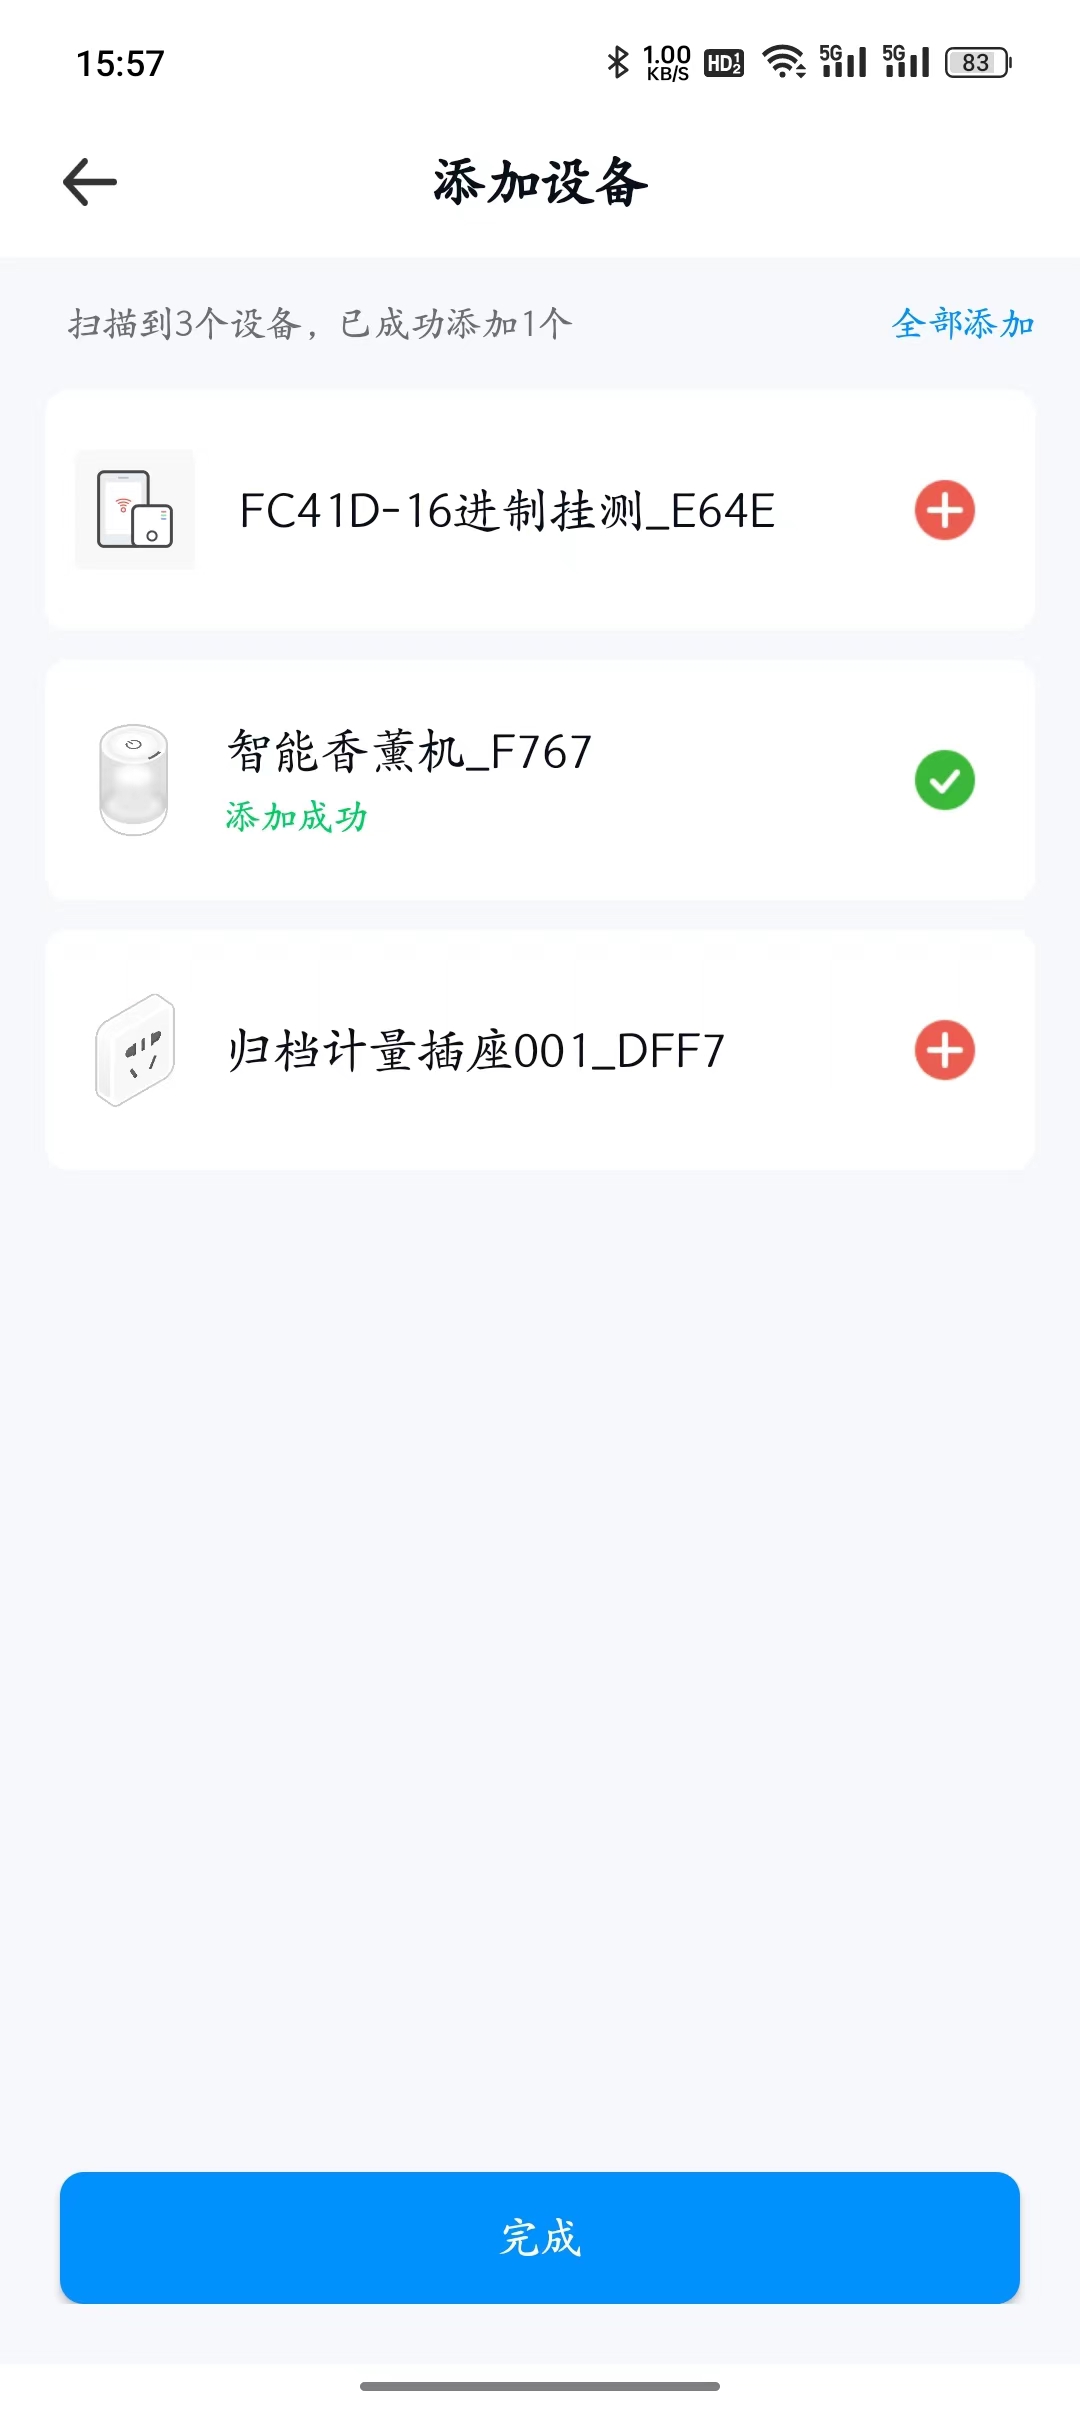 15:57
1.00 KB/S HD 1 2 5G 5G 83
添加设备
扫描到3个设备，已成功添加1个
全部添加
FC41D-16进制挂测_E64E
智能香薰机_F767
添加成功
归档计量插座001_DFF7
完成